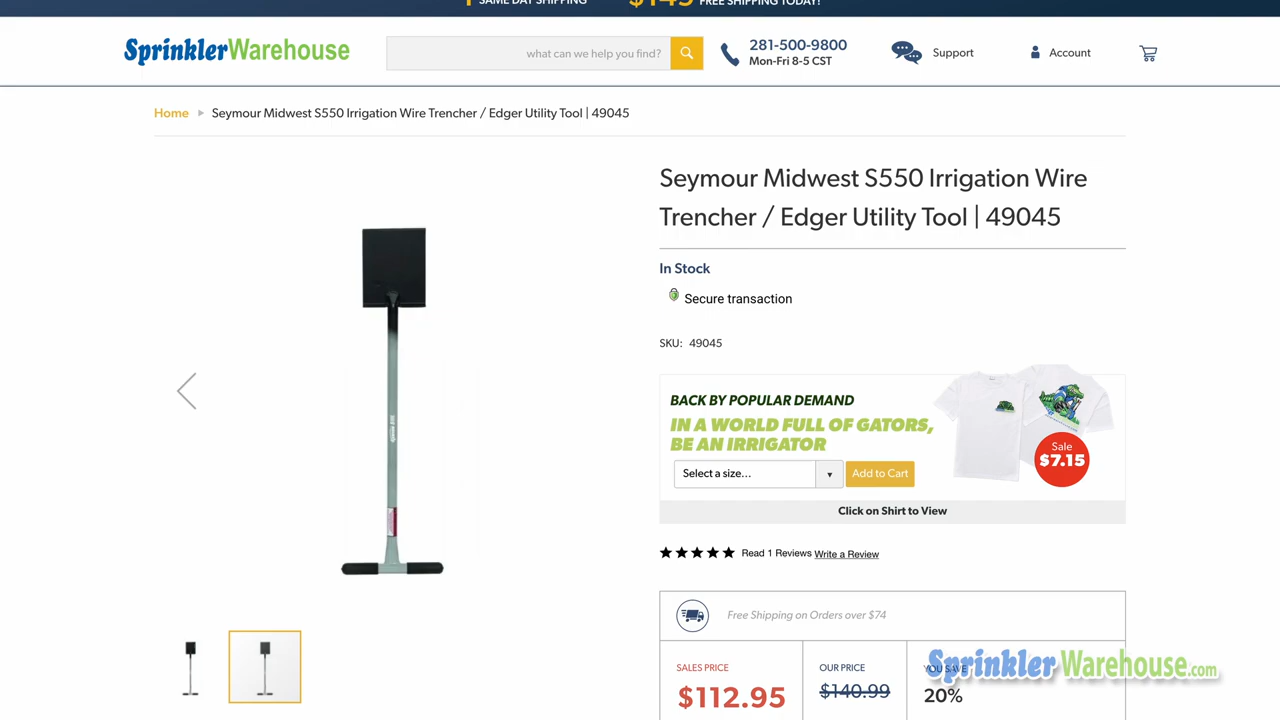 SAME DAY SHIPPING
$145 FREE SHIPPING TODAY!
SprinklerWarehouse
what can we help you find?
281-500-9800
Mon-Fri 8-5 CST
Support
Account
Home
Seymour Midwest S550 Irrigation Wire Trencher / Edger Utility Tool | 49045
Seymour Midwest S550 Irrigation Wire
Trencher / Edger Utility Tool | 49045
In Stock
Secure transaction
SKU: 49045
BACK BY POPULAR DEMAND
IN A WORLD FULL OF GATORS,
BE AN IRRIGATOR
Sale
$7.15
Select a size...
Add to Cart
Click on Shirt to View
Read 1 Reviews Write a Review
Free Shipping on Orders over $74
SALES PRICE
$112.95
OUR PRICE
$140.99
YOU SAVE
20%
SprinklerWarehouse.com